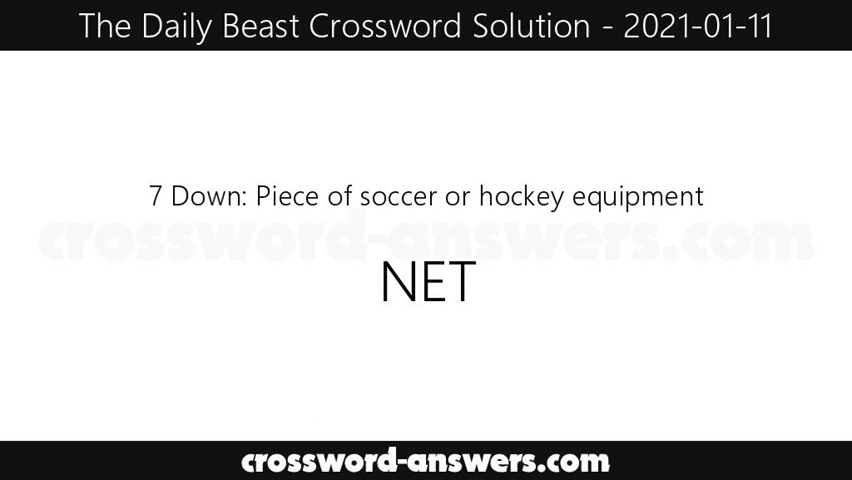 The Daily Beast Crossword Solution - 2021-01-11
7 Down: Piece of soccer or hockey equipment
crossword-answers.com
NET
crossword-answers.com